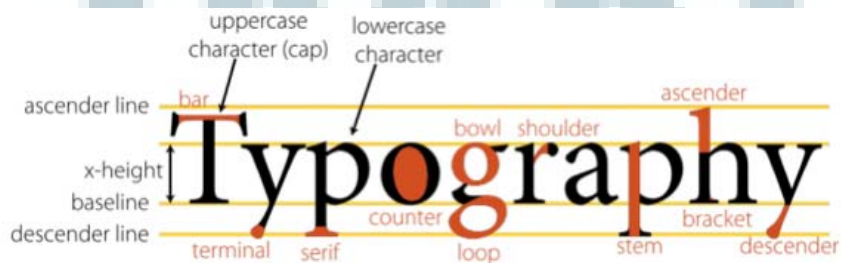 uppercase
character (cap)
lowercase
character
ascender line
bar
ascender
bowl
shoulder
x-height
Typography
baseline
counter
bracket
descender line
terminal
serif
loop
stem
descender